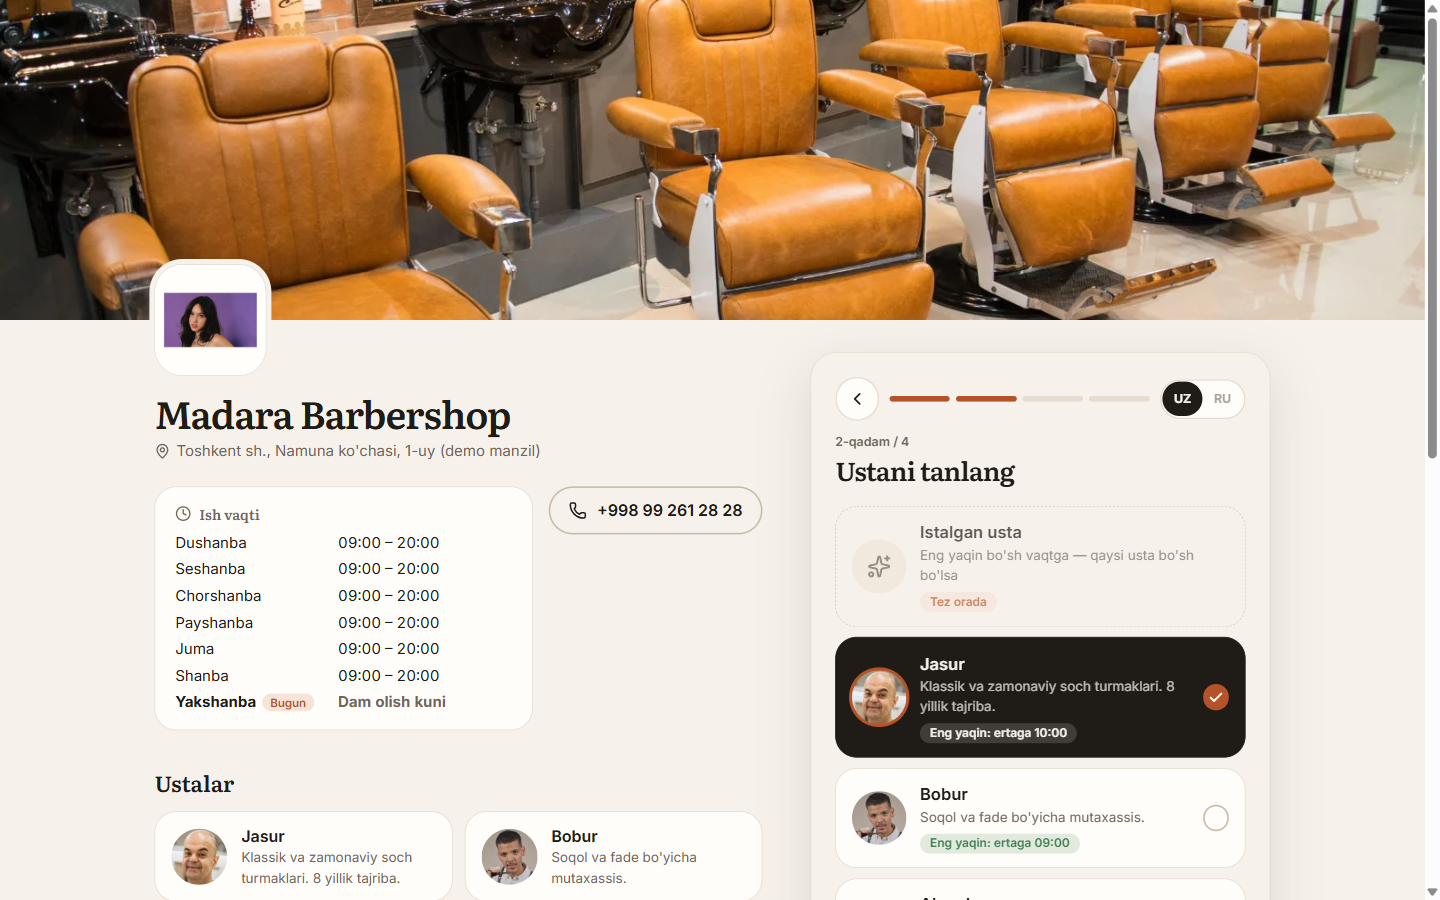 Madara Barbershop
Toshkent sh., Namuna ko'chasi, 1-uy (demo manzil)
Ish vaqti
Dushanba 09:00 – 20:00
Seshanba 09:00 – 20:00
Chorshanba 09:00 – 20:00
Payshanba 09:00 – 20:00
Juma 09:00 – 20:00
Shanba 09:00 – 20:00
Yakshanba Bugun Dam olish kuni
+998 99 261 28 28
Ustalar
Jasur
Klassik va zamonaviy soch
turmaklari. 8 yillik tajriba.
Bobur
Soqol va fade bo'yicha
mutaxassis.
UZ RU
2-qadam / 4
Ustani tanlang
Istalgan usta
Eng yaqin bo'sh vaqtga — qaysi usta bo'sh
bo'lsa
Tez orada
Jasur
Klassik va zamonaviy soch turmaklari. 8
yillik tajriba.
Eng yaqin: ertaga 10:00
Bobur
Soqol va fade bo'yicha mutaxassis.
Eng yaqin: ertaga 09:00